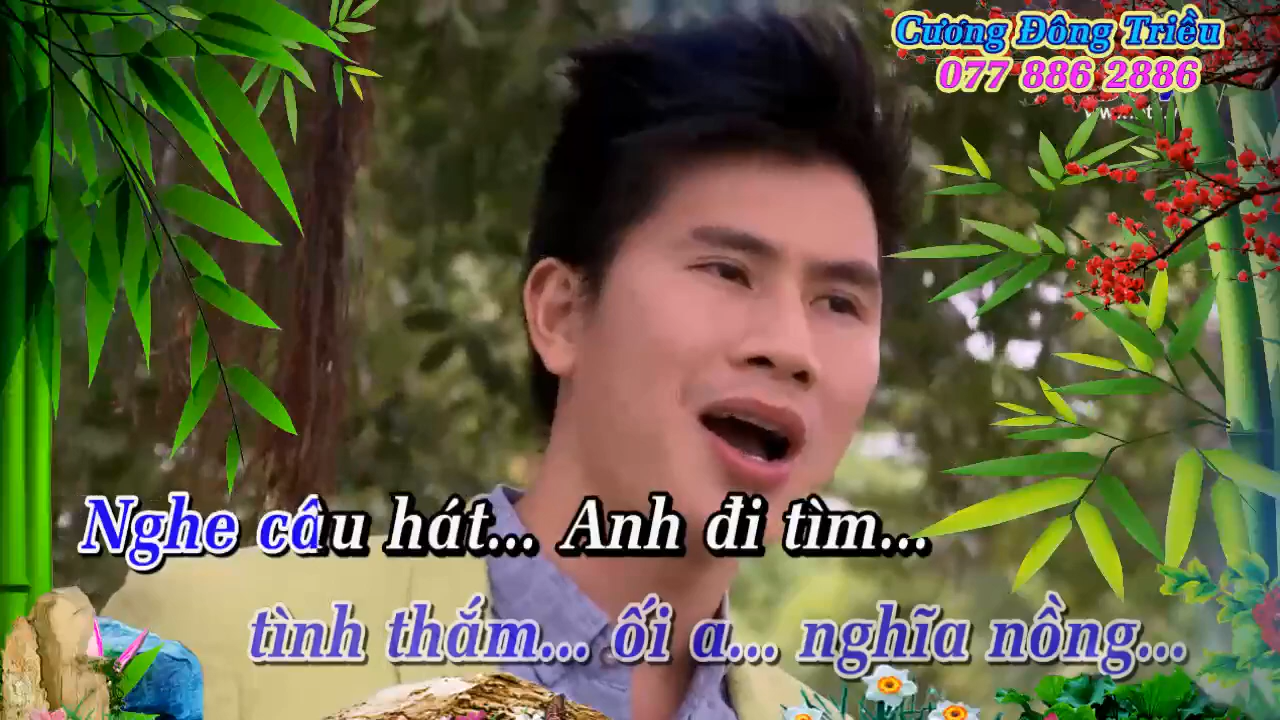 Cương Đông Triều
077 886 2886
Nghe câu hát... Anh đi tìm...
tình thắm... ối a... nghĩa nồng...